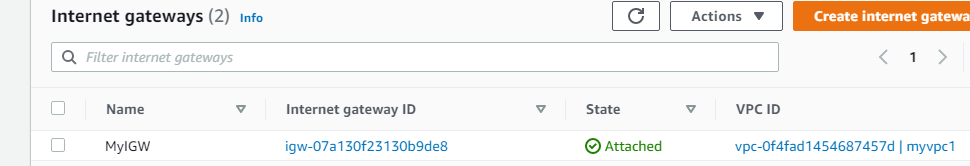 Internet gateways (2) Info
Actions
Create internet gatewa
Filter internet gateways
1
Name Internet gateway ID State VPC ID
MyIGW igw-07a130f23130b9de8 Attached vpc-0f4fad1454687457d | myvpc1